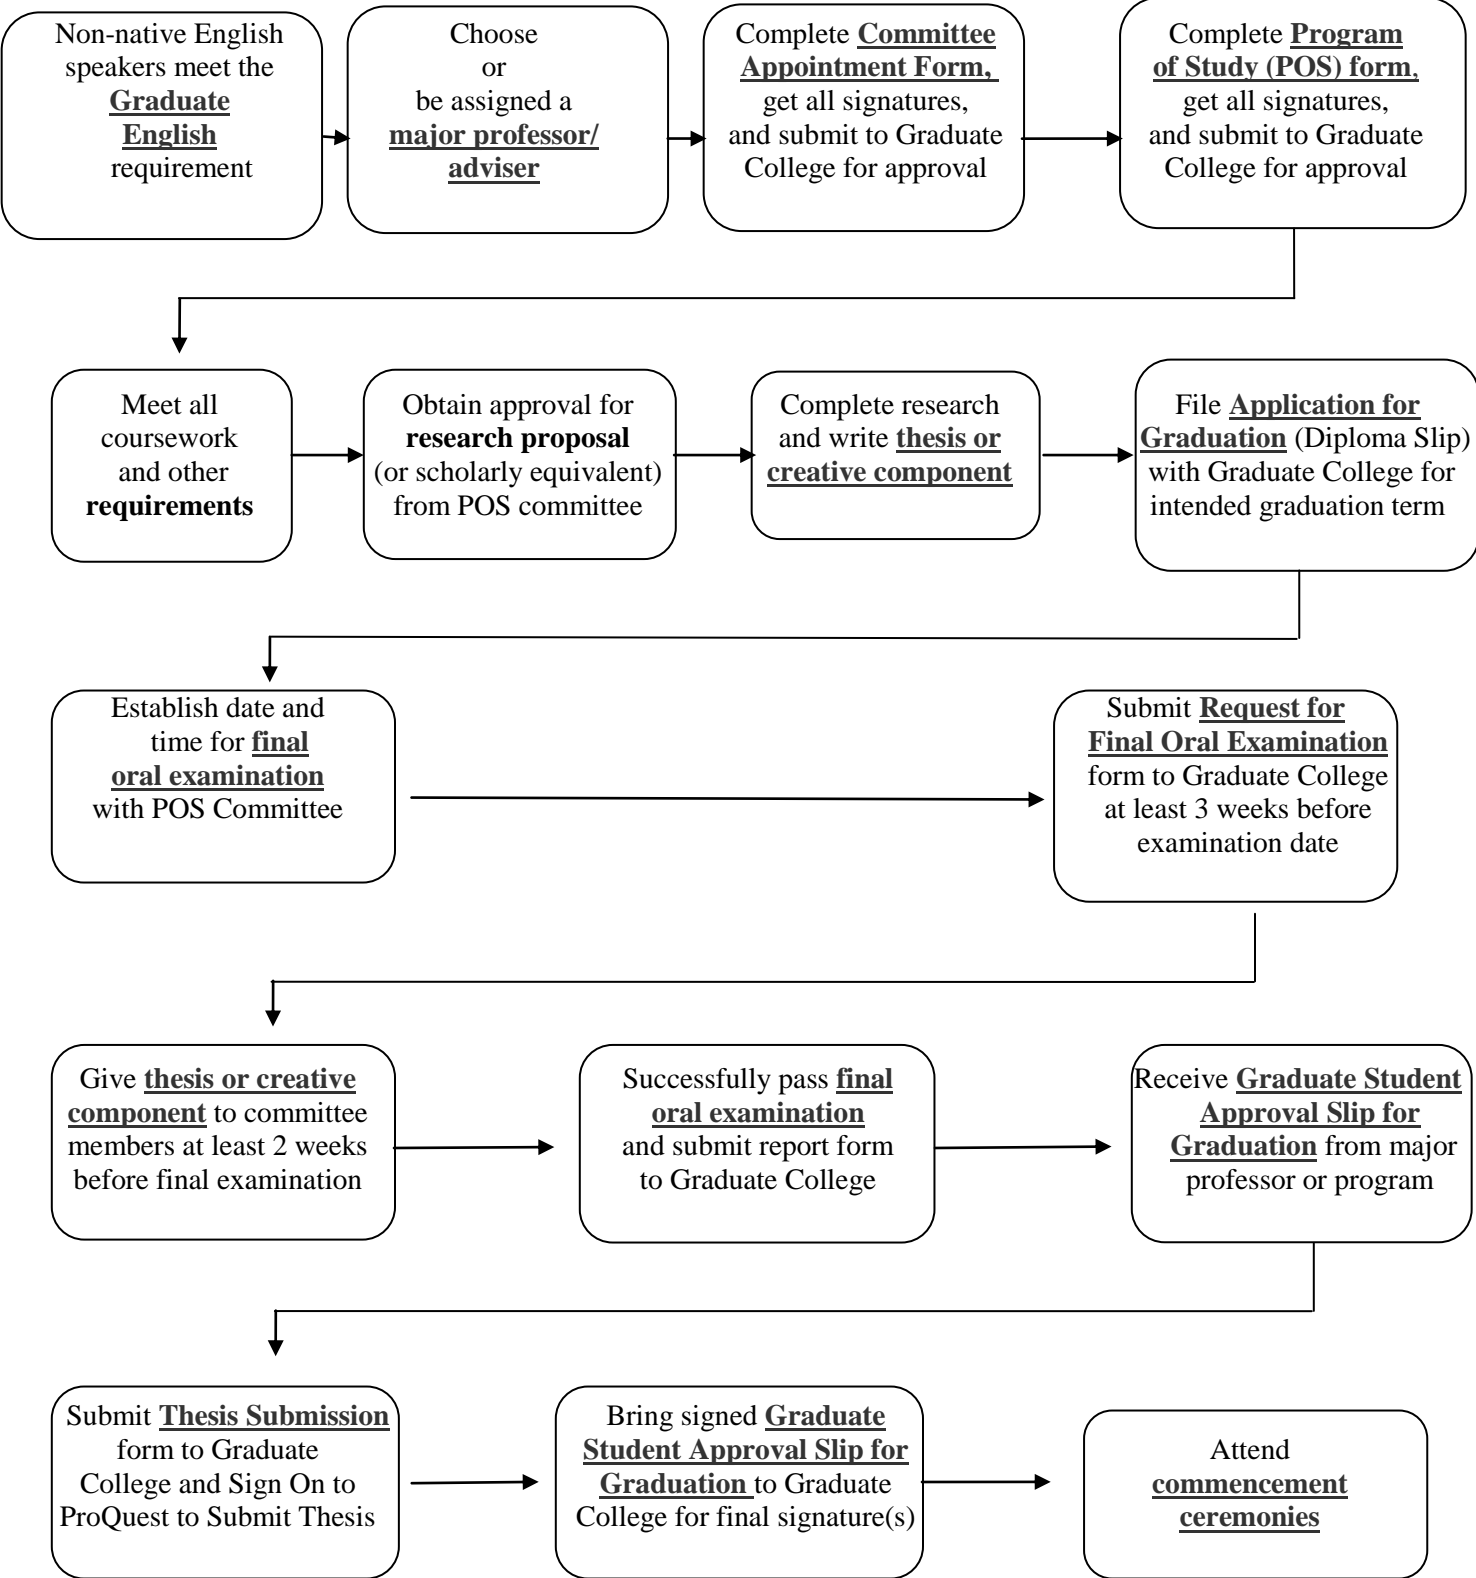 Non-native English
speakers meet the
Graduate
English
requirement
Choose
or
be assigned a
major professor/
adviser
Complete Committee
Appointment Form,
get all signatures,
and submit to Graduate
College for approval
Complete Program
of Study (POS) form,
get all signatures,
and submit to Graduate
College for approval
Meet all
coursework
and other
requirements
Obtain approval for
research proposal
(or scholarly equivalent)
from POS committee
Complete research
and write thesis or
creative component
File Application for
Graduation (Diploma Slip)
with Graduate College for
intended graduation term
Establish date and
time for final
oral examination
with POS Committee
Submit Request for
Final Oral Examination
form to Graduate College
at least 3 weeks before
examination date
Give thesis or creative
component to committee
members at least 2 weeks
before final examination
Successfully pass final
oral examination
and submit report form
to Graduate College
Receive Graduate Student
Approval Slip for
Graduation from major
professor or program
Submit Thesis Submission
form to Graduate
College and Sign On to
ProQuest to Submit Thesis
Bring signed Graduate
Student Approval Slip for
Graduation to Graduate
College for final signature(s)
Attend
commencement
ceremonies